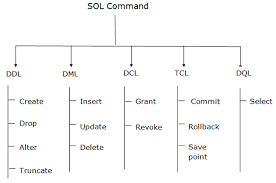 SOL Command
DDL DML DCL TCL DQL
Create Insert Grant Commit Select
Drop Update Revoke Rollback
Alter Delete Save
point
Truncate